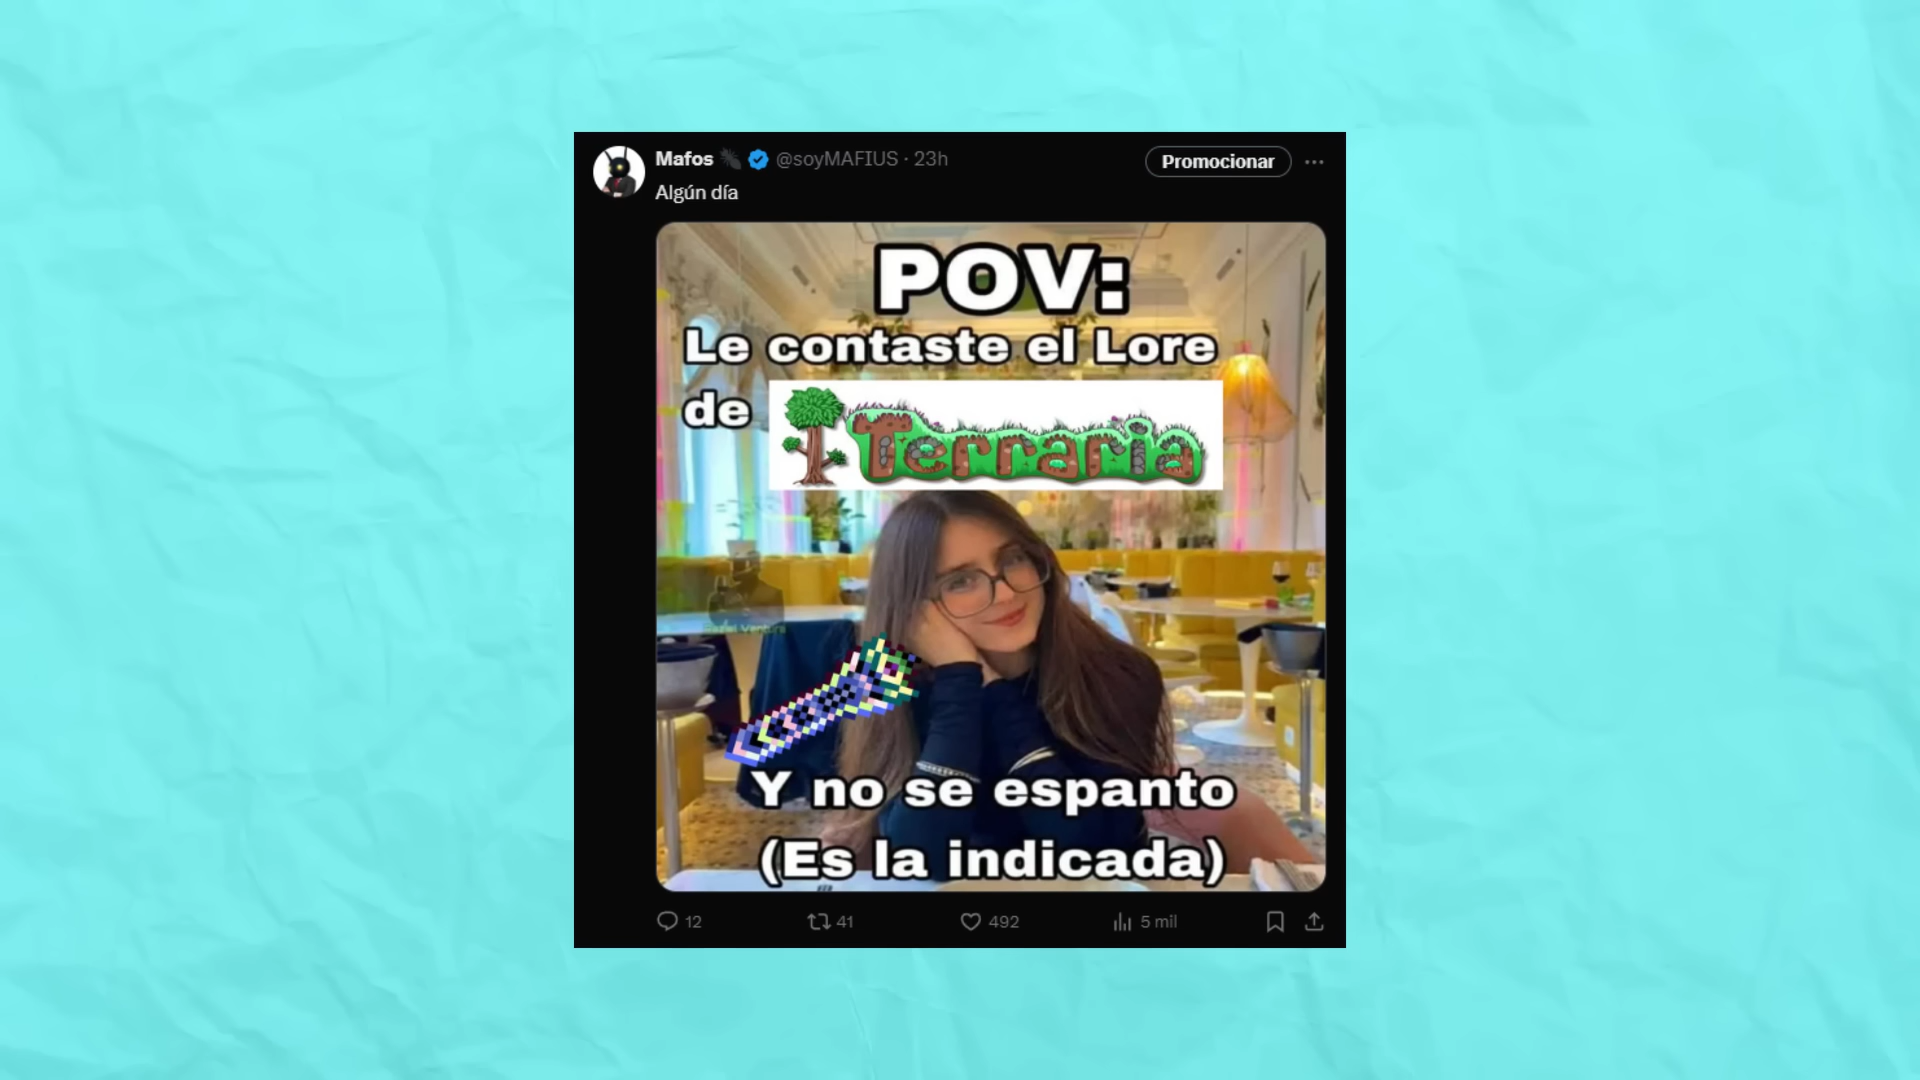 Mafos @soyMAFIUS · 23h
Promocionar
Algún día
POV:
Le contaste el Lore
de Terraria
Y no se espanto
(Es la indicada)
12 41 492 5 mil